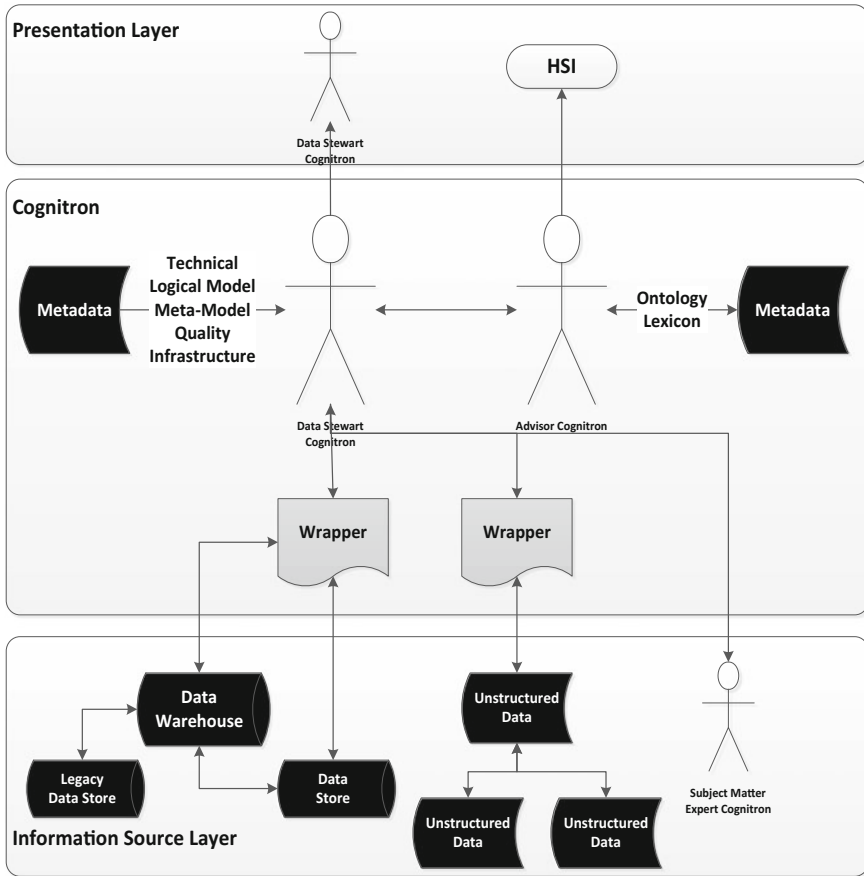 Presentation Layer
HSI
Data Stewart
Cognitron
Cognitron
Metadata
Technical
Logical Model
Meta-Model
Quality
Infrastructure
Ontology
Lexicon
Metadata
Data Stewart
Cognitron
Advisor Cognitron
Wrapper
Wrapper
Data
Warehouse
Unstructured
Data
Legacy
Data Store
Data
Store
Subject Matter
Expert Cognitron
Unstructured
Data
Unstructured
Data
Information Source Layer